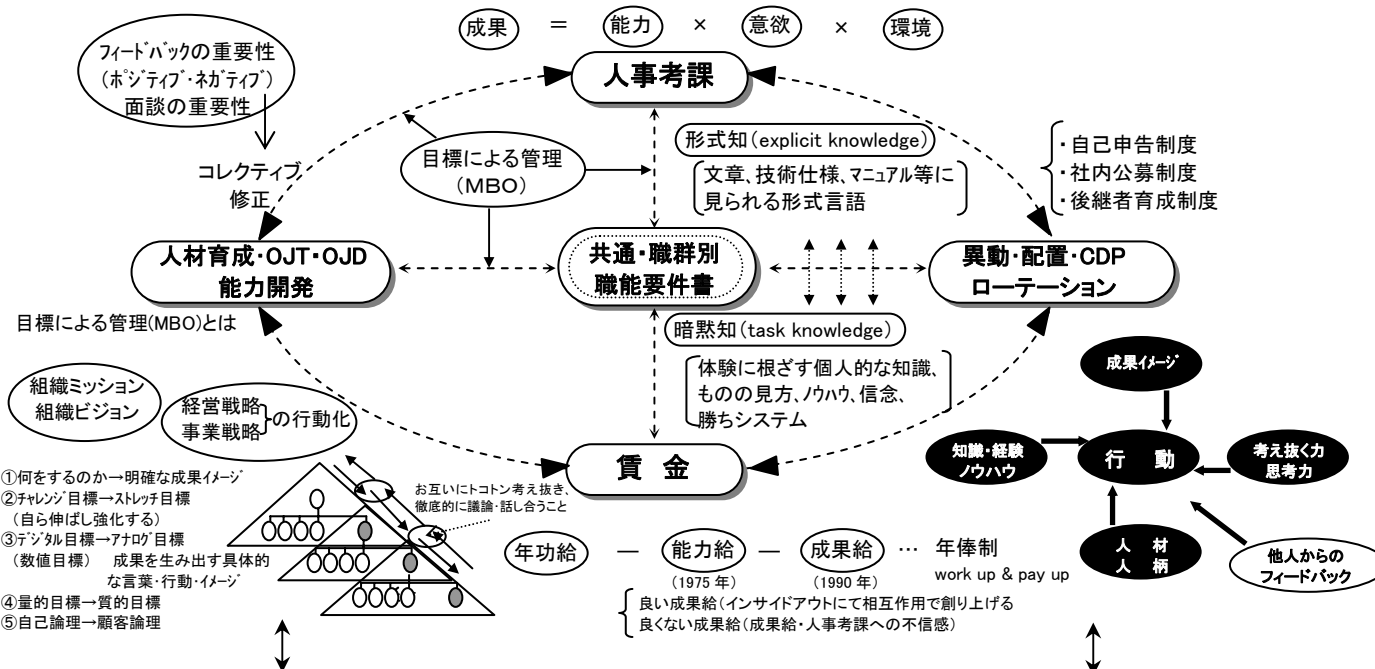 成果 ＝ 能力 × 意欲 × 環境
フィードバックの重要性
(ポジティブ・ネガティブ)
面談の重要性
人事考課
コレクティブ
修正
目標による管理
(MBO)
形式知(explicit knowledge)
文章、技術仕様、マニュアル等に
見られる形式言語
・自己申告制度
・社内公募制度
・後継者育成制度
人材育成・OJT・OJD
能力開発
共通・職群別
職能要件書
異動・配置・CDP
ローテーション
目標による管理(MBO)とは
暗黙知(task knowledge)
体験に根ざす個人的な知識、
ものの見方、ノウハウ、信念、
勝ちシステム
組織ミッション
組織ビジョン
経営戦略
事業戦略
の行動化
賃 金
成果イメージ
知識・経験
ノウハウ
行 動
考え抜く力
思考力
人 材
人 柄
他人からの
フィードバック
①何をするのか→明確な成果イメージ
②チャレンジ目標→ストレッチ目標
(自ら伸ばし強化する)
③デジタル目標→アナログ目標
(数値目標) 成果を生み出す具体的
な言葉・行動・イメージ
④量的目標→質的目標
⑤自己論理→顧客論理
お互いにトコトン考え抜き、
徹底的に議論・話し合うこと
年功給 — 能力給 — 成果給 … 年俸制
(1975 年) (1990 年) work up & pay up
良い成果給(インサイドアウトにて相互作用で創り上げる
良くない成果給(成果給・人事考課への不信感)